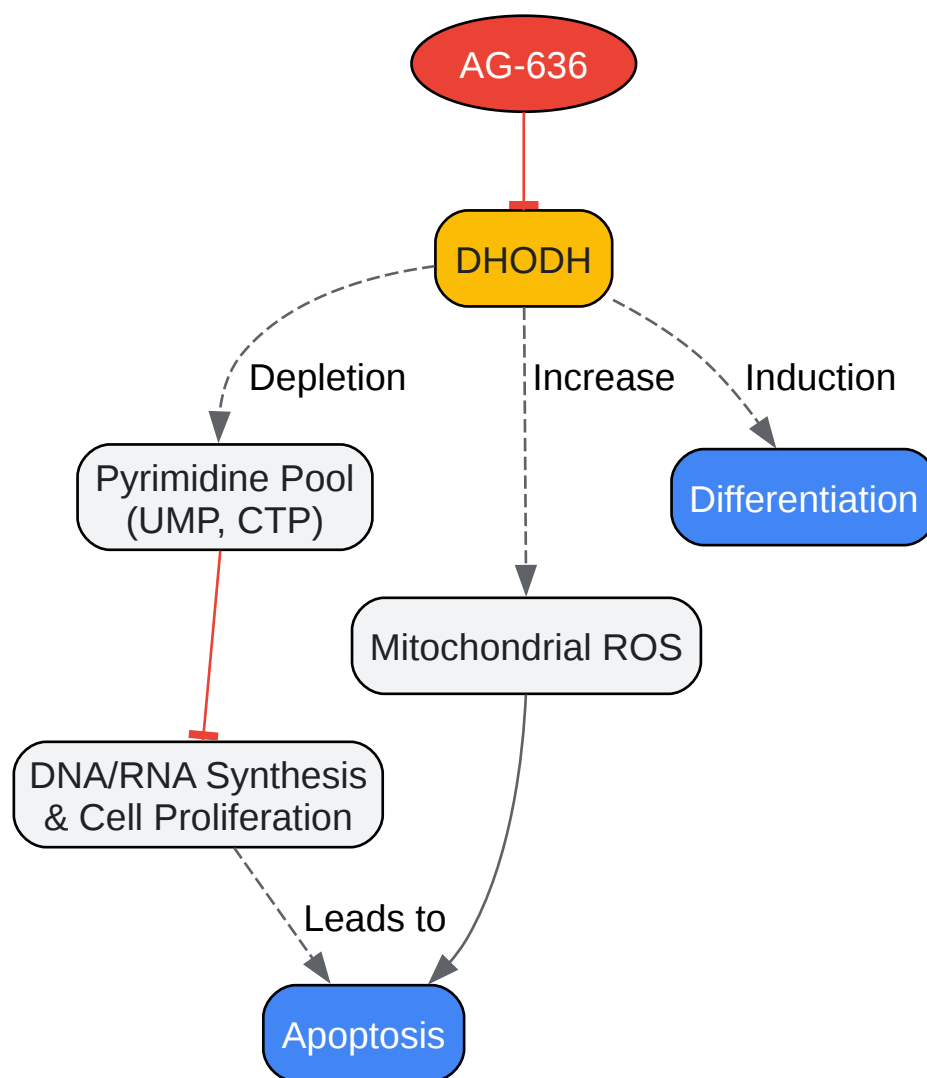 AG-636
DHODH
Depletion
Increase
Induction
Pyrimidine Pool
(UMP, CTP)
Differentiation
Mitochondrial ROS
DNA/RNA Synthesis
& Cell Proliferation
Leads to
Apoptosis